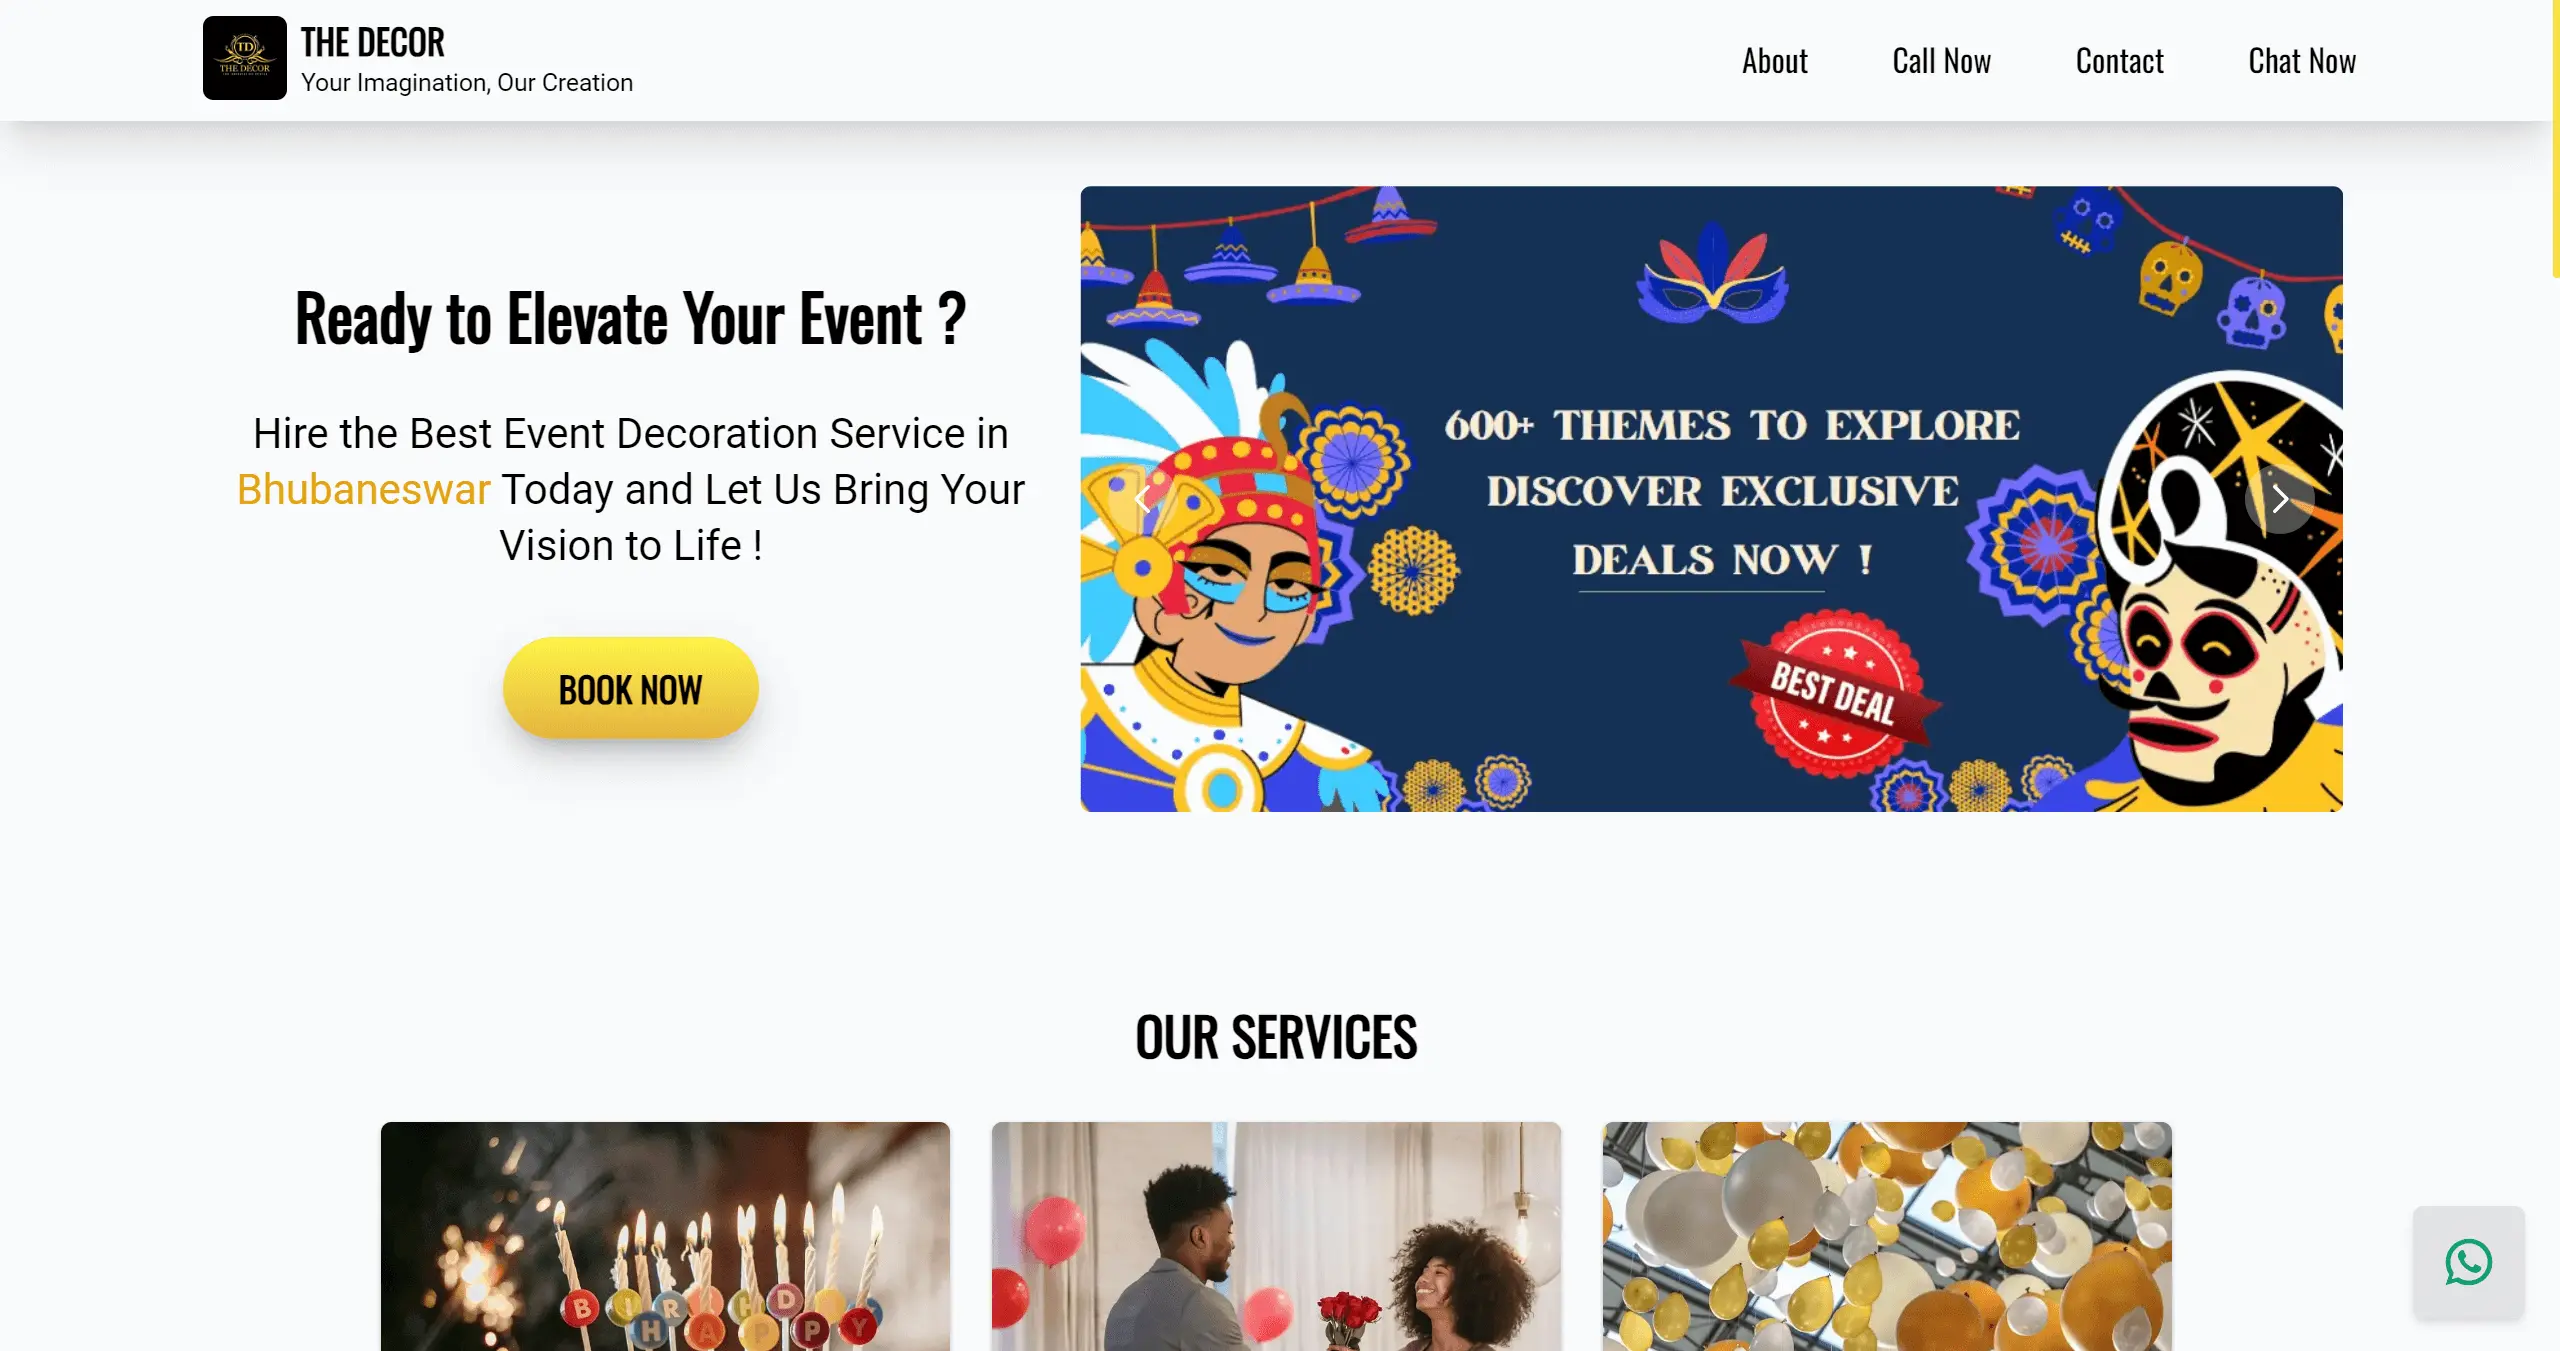 TD
THE DECOR
THE DECOR
Your Imagination, Our Creation
About
Call Now
Contact
Chat Now
Ready to Elevate Your Event ?
Hire the Best Event Decoration Service in
Bhubaneswar Today and Let Us Bring Your
Vision to Life !
BOOK NOW
600+ THEMES TO EXPLORE
DISCOVER EXCLUSIVE
DEALS NOW !
BEST DEAL
OUR SERVICES
BIRHD
HAPPY